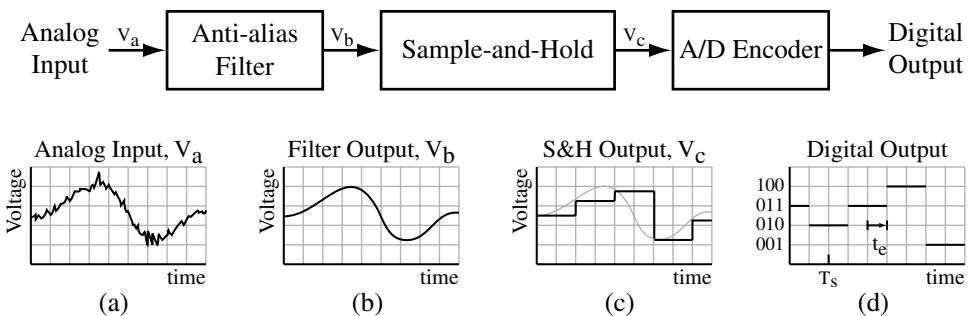 Analog
Input
va
Anti-alias
Filter
vb
Sample-and-Hold
vc
A/D Encoder
Digital
Output
Analog Input, Va
Voltage
time
(a)
Filter Output, Vb
Voltage
time
(b)
S&H Output, Vc
Voltage
time
(c)
Digital Output
100
011
010
001
te
Ts
time
(d)